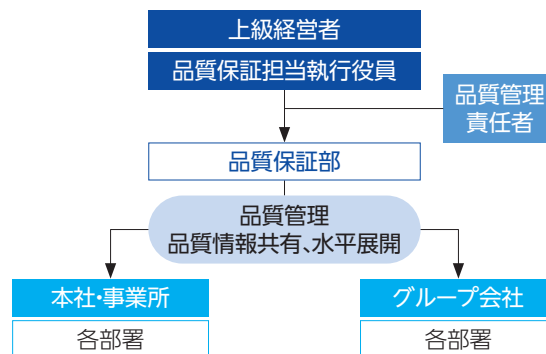 上級経営者
品質保証担当執行役員
品質管理
責任者
品質保証部
品質管理
品質情報共有、水平展開
本社・事業所
グループ会社
各部署
各部署